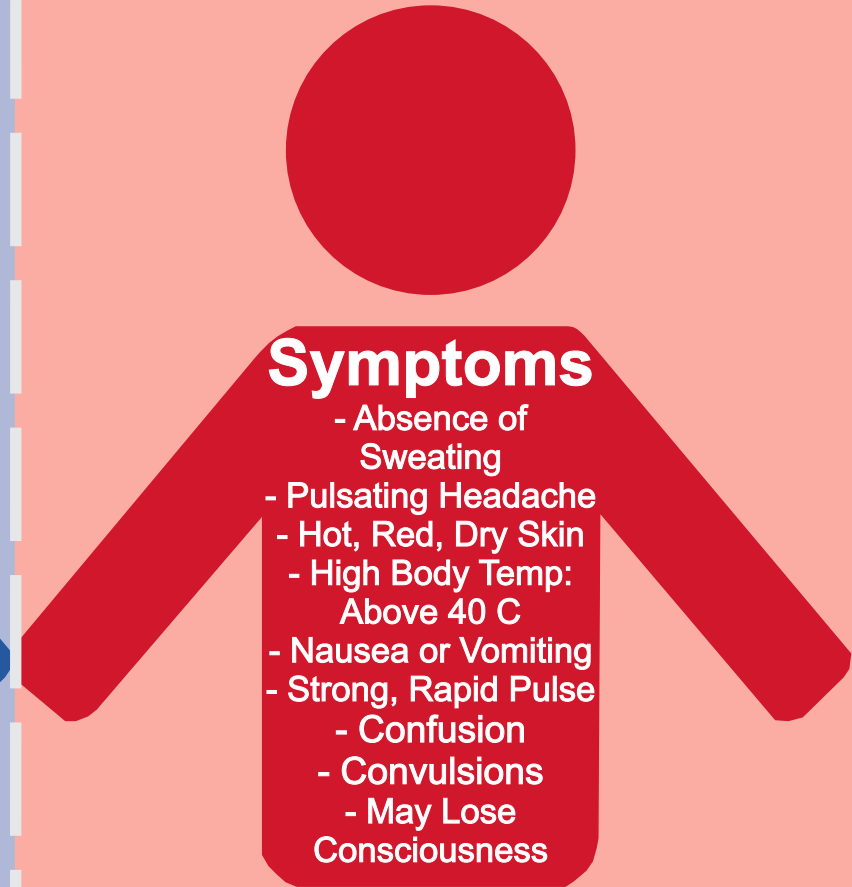 Symptoms
- Absence of
Sweating
- Pulsating Headache
- Hot, Red, Dry Skin
- High Body Temp:
Above 40 C
- Nausea or Vomiting
- Strong, Rapid Pulse
- Confusion
- Convulsions
- May Lose
Consciousness